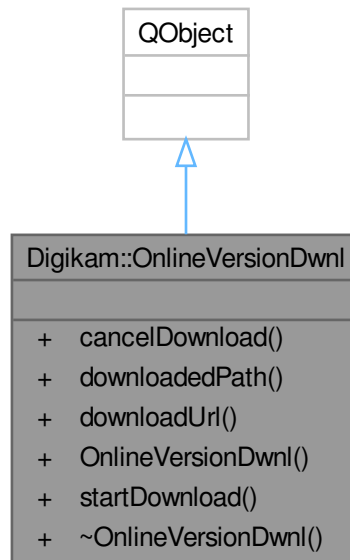 QObject
Digikam::OnlineVersionDwnl
+ cancelDownload()
+ downloadedPath()
+ downloadUrl()
+ OnlineVersionDwnl()
+ startDownload()
+ ~OnlineVersionDwnl()